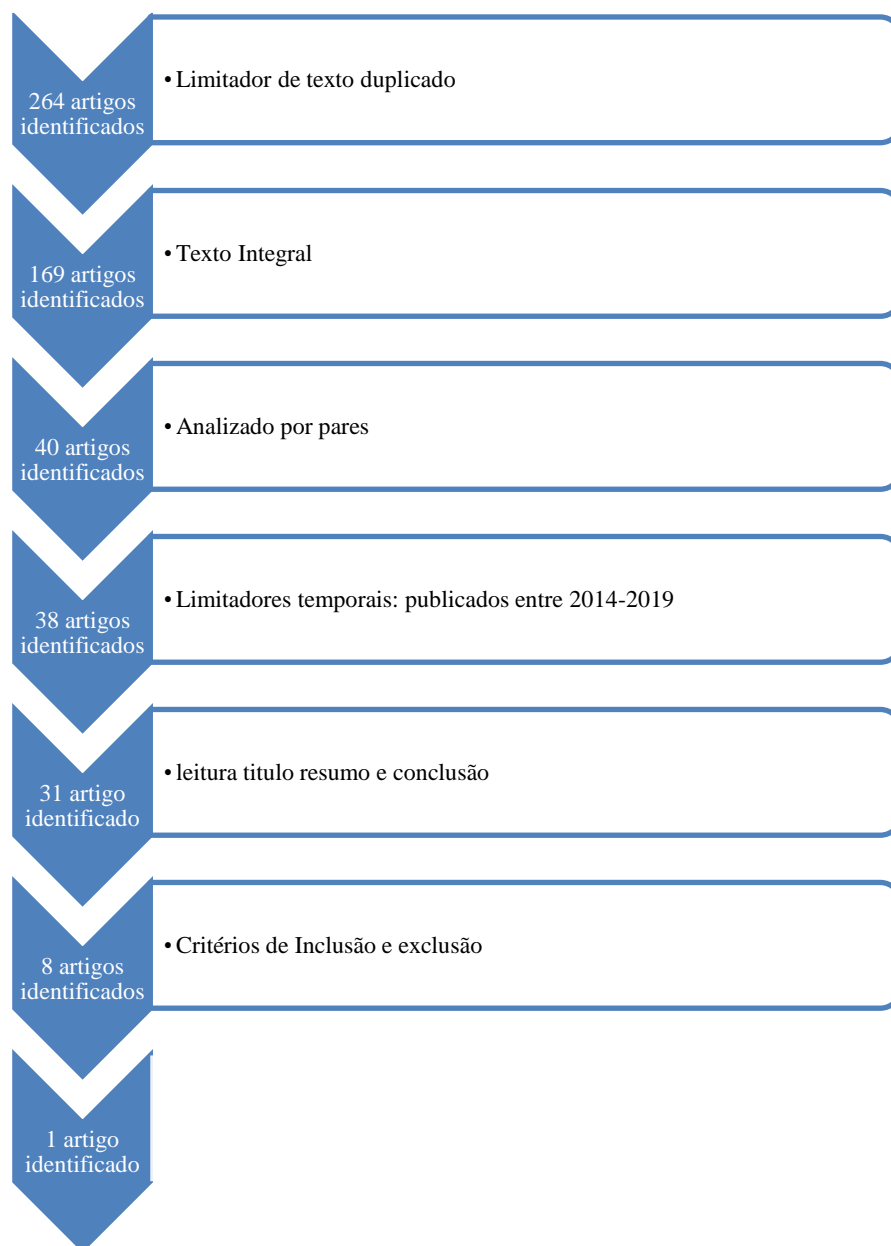 264 artigos
identificados
• Limitador de texto duplicado
169 artigos
identificados
• Texto Integral
40 artigos
identificados
• Analizado por pares
38 artigos
identificados
• Limitadores temporais: publicados entre 2014-2019
31 artigo
identificado
• leitura titulo resumo e conclusão
8 artigos
identificados
• Critérios de Inclusão e exclusão
1 artigo
identificado